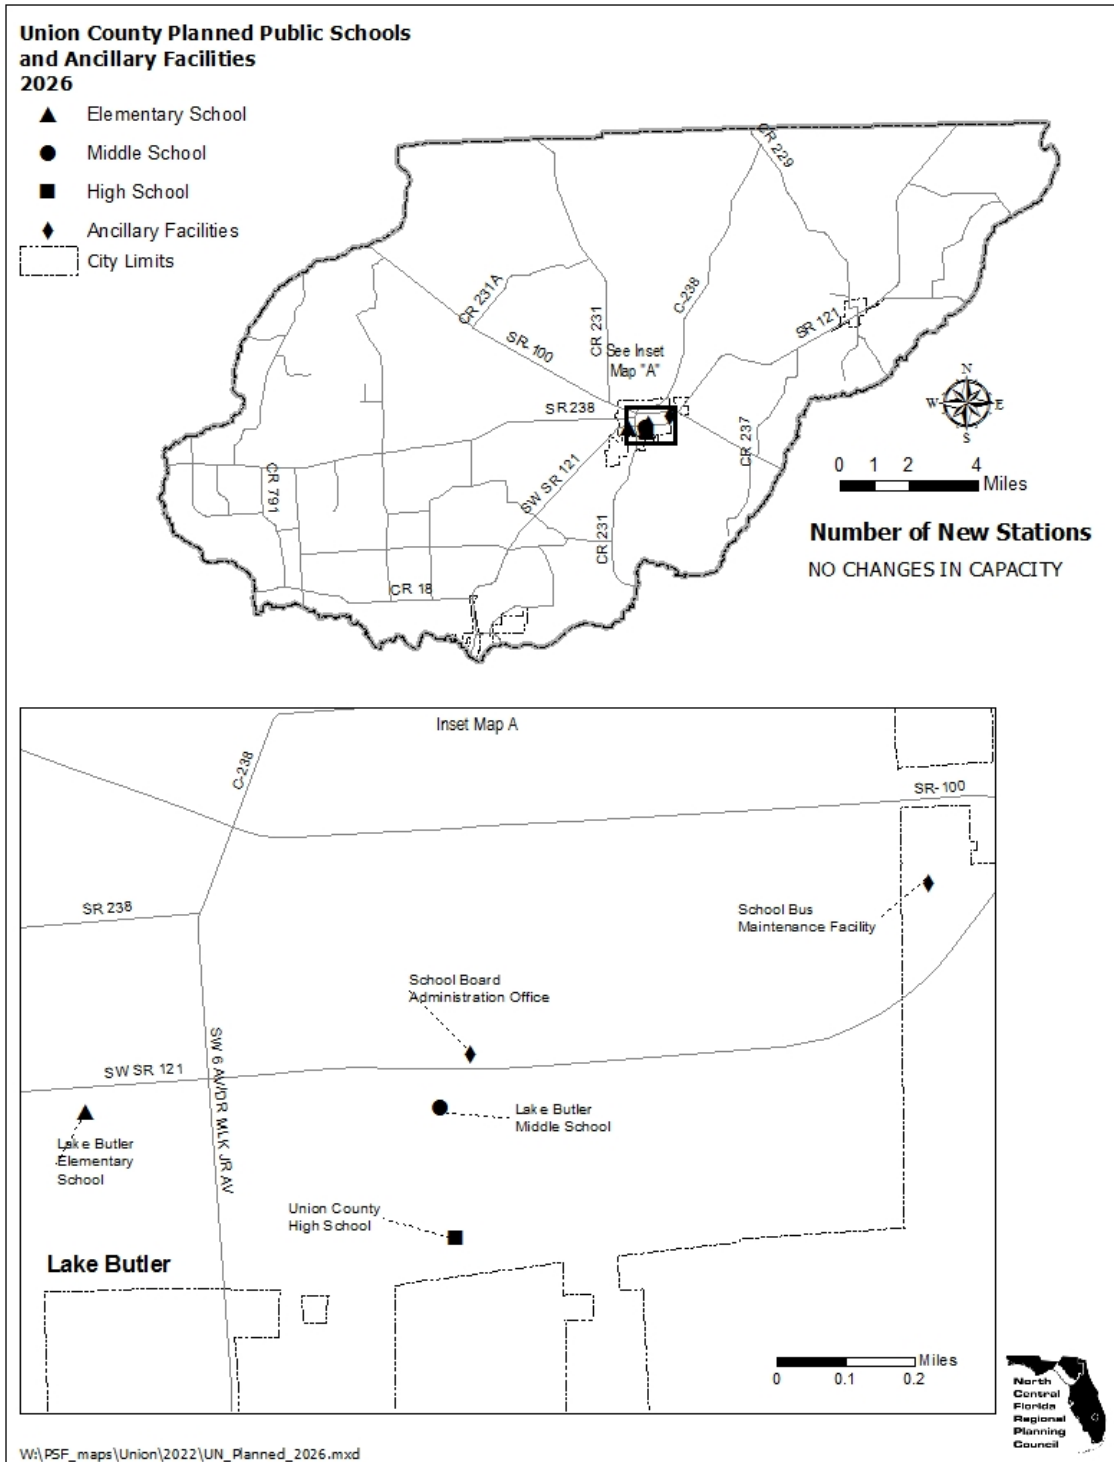 Union County Planned Public Schools
and Ancillary Facilities
2026
Elementary School
Middle School
High School
Ancillary Facilities
City Limits
CR 229
CR 231A
SR-100
CR 231
C-238
SR 121
See Inset
Map "A"
SR 238
SW SR 121
CR 791
CR 231
CR 237
CR 18
N
W
E
S
0 1 2 4
Miles
Number of New Stations
NO CHANGES IN CAPACITY
Inset Map A
C-238
SR-100
SR 238
School Bus
Maintenance Facility
School Board
Administration Office
SW 6 AV/DR MLK JR AV
SW SR 121
Lake Butler
Middle School
Lake Butler
Elementary
School
Union County
High School
Lake Butler
Miles
0 0.1 0.2
North
Central
Florida
Regional
Planning
Council
W:\PSF_maps\Union\2022\UN_Planned_2026.mxd